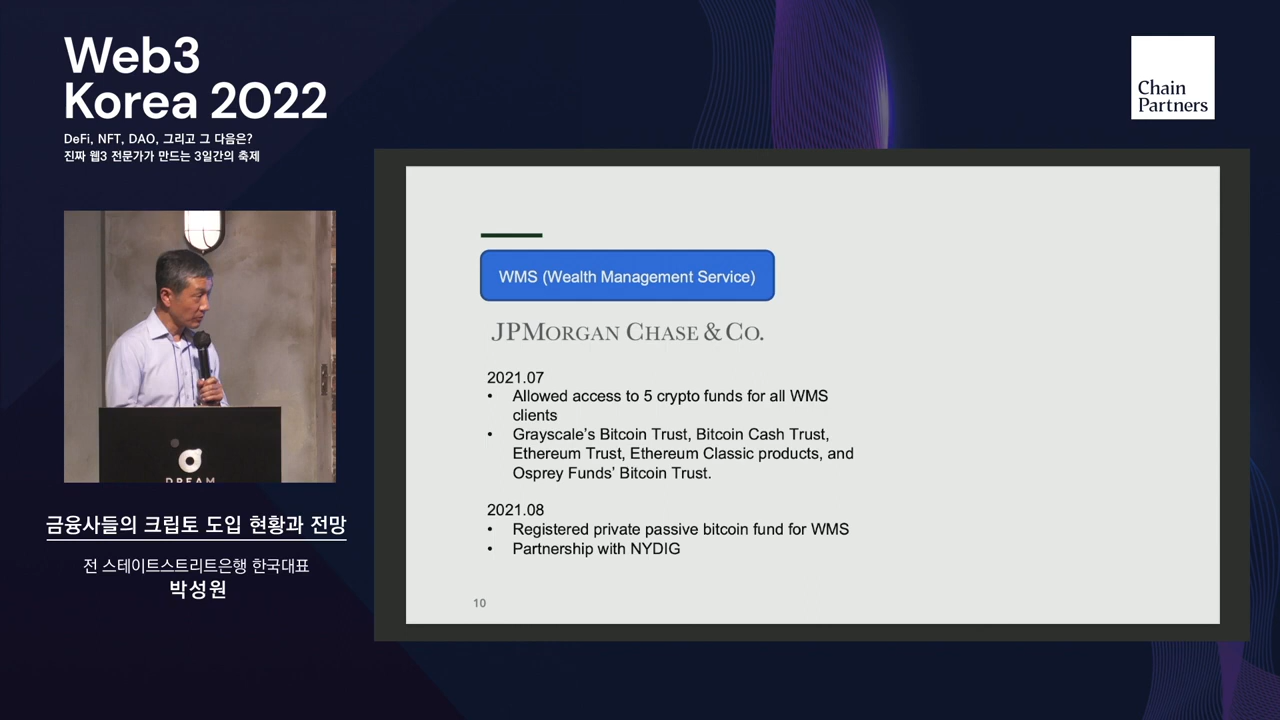 Web3
Korea 2022
DeFi, NFT, DAO, 그리고 그 다음은?
진짜 웹3 전문가가 만드는 3일간의 축제
Chain
Partners
DREAM
금융사들의 크립토 도입 현황과 전망
전 스테이트스트리트은행 한국대표
박성원
WMS (Wealth Management Service)
JPMORGAN CHASE & CO.
2021.07
• Allowed access to 5 crypto funds for all WMS
clients
• Grayscale’s Bitcoin Trust, Bitcoin Cash Trust,
Ethereum Trust, Ethereum Classic products, and
Osprey Funds’ Bitcoin Trust.
2021.08
• Registered private passive bitcoin fund for WMS
• Partnership with NYDIG
10